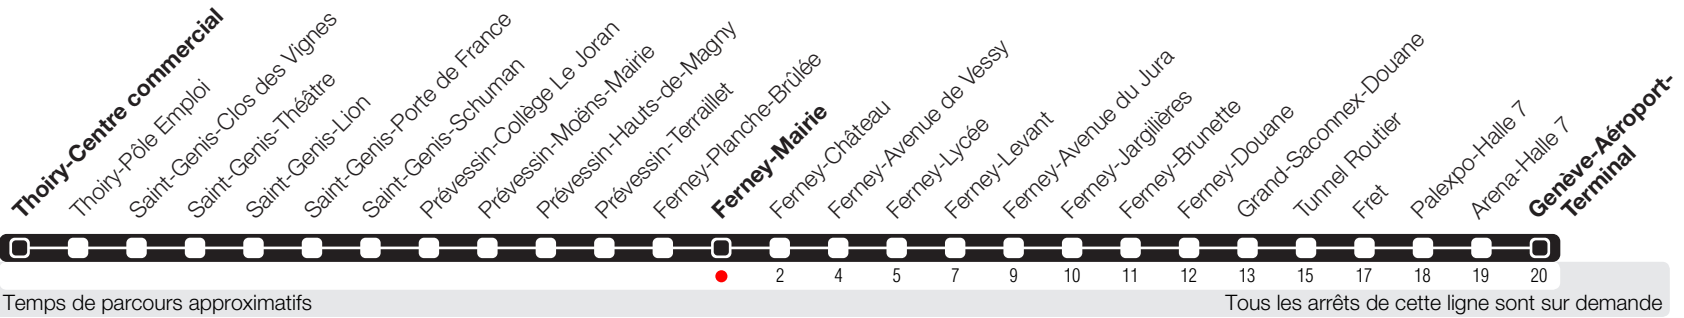 Thoiry-Centre commercial
Thoiry-Pôle Emploi
Saint-Genis-Clos des Vignes
Saint-Genis-Théâtre
Saint-Genis-Lion
Saint-Genis-Porte de France
Saint-Genis-Schuman
Prévessin-Collège Le Joran
Prévessin-Moëns-Mairie
Prévessin-Hauts-de-Magny
Prévessin-Terraillet
Ferney-Planche-Brûlée
Ferney-Mairie
Ferney-Château
Ferney-Avenue de Vessy
Ferney-Lycée
Ferney-Levant
Ferney-Avenue du Jura
Ferney-Jargilières
Ferney-Brunette
Ferney-Douane
Grand-Saconnex-Douane
Tunnel Routier
Fret
Palexpo-Halle 7
Arena-Halle 7
Genève-Aéroport-
Terminal
2 4 5 7 9 10 11 12 13 15 17 18 19 20
Temps de parcours approximatifs
Tous les arrêts de cette ligne sont sur demande